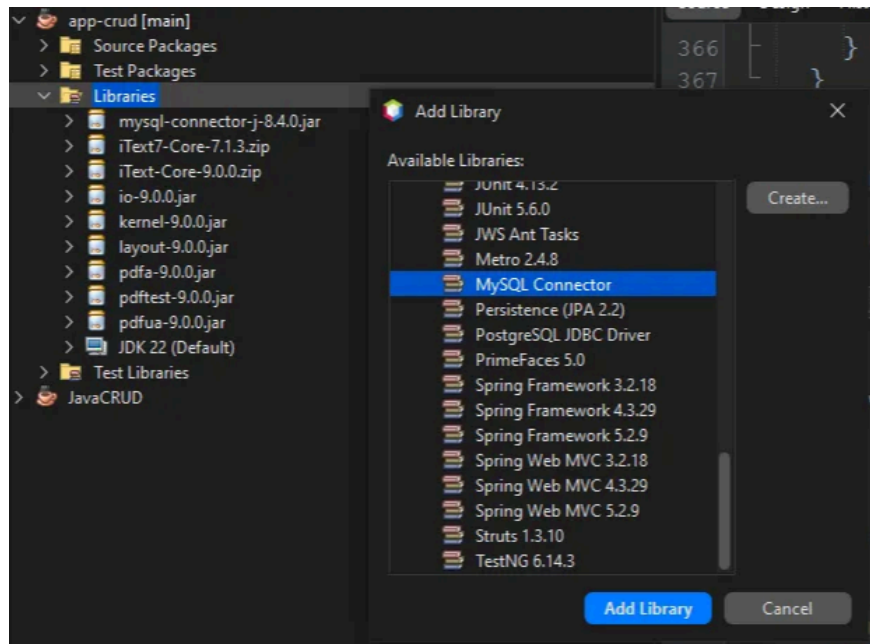 app-crud [main]
Source Packages
Test Packages
Libraries
mysql-connector-j-8.4.0.jar
iText7-Core-7.1.3.zip
iText-Core-9.0.0.zip
io-9.0.0.jar
kernel-9.0.0.jar
layout-9.0.0.jar
pdfa-9.0.0.jar
pdftest-9.0.0.jar
pdfua-9.0.0.jar
JDK 22 (Default)
Test Libraries
JavaCRUD
366 }
367 }
Add Library
Available Libraries:
JUnit 4.13.2
JUnit 5.6.0
JWS Ant Tasks
Metro 2.4.8
MySQL Connector
Persistence (JPA 2.2)
PostgreSQL JDBC Driver
PrimeFaces 5.0
Spring Framework 3.2.18
Spring Framework 4.3.29
Spring Framework 5.2.9
Spring Web MVC 3.2.18
Spring Web MVC 4.3.29
Spring Web MVC 5.2.9
Struts 1.3.10
TestNG 6.14.3
Create...
Add Library
Cancel